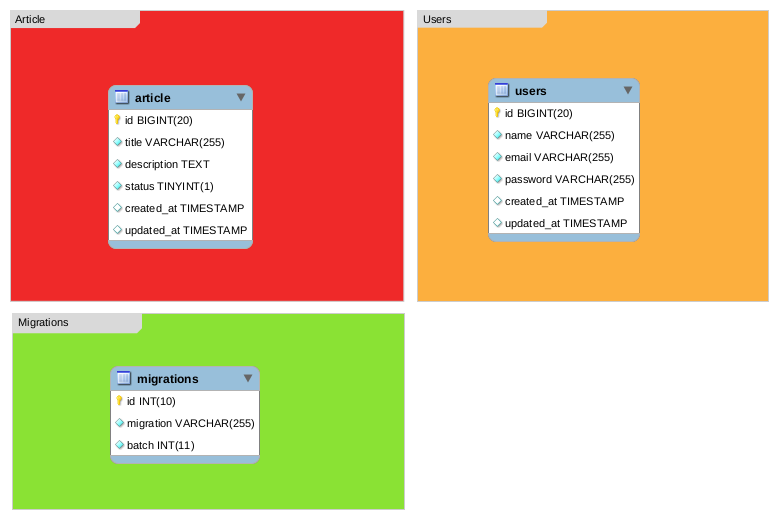 Article
article
id BIGINT(20)
title VARCHAR(255)
description TEXT
status TINYINT(1)
created_at TIMESTAMP
updated_at TIMESTAMP
Users
users
id BIGINT(20)
name VARCHAR(255)
email VARCHAR(255)
password VARCHAR(255)
created_at TIMESTAMP
updated_at TIMESTAMP
Migrations
migrations
id INT(10)
migration VARCHAR(255)
batch INT(11)